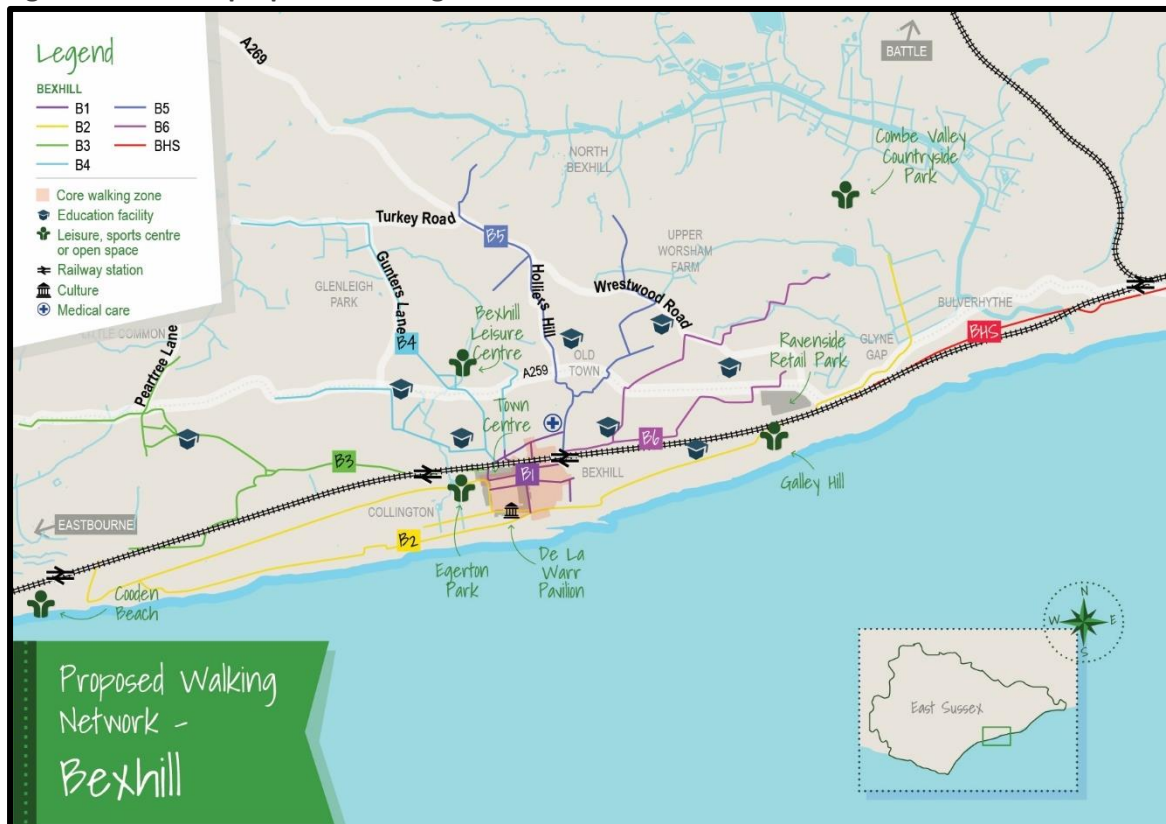 Legend
BEXHILL
B1
B2
B3
B4
B5
B6
BHS
Core walking zone
Education facility
Leisure, sports centre
or open space
Railway station
Culture
Medical care
A269
BATTLE
NORTH
BEXHILL
Combe Valley
Countryside
Park
Turkey Road
B5
UPPER
WORSHAM
FARM
GLENLEIGH
PARK
Gunters Lane
Holliers Hill
Wrestwood Road
BULVERHYTHE
Peartree Lane
B4
Bexhill
Leisure
Centre
A259
OLD
TOWN
Ravenside
Retail Park
GLYNE
GAP
BHS
Town
Centre
B3
B1
B6
BEXHILL
Galley Hill
EASTBOURNE
COLLINGTON
B2
Cooden
Beach
Egerton
Park
De La
Warr
Pavilion
N
W
E
S
East Sussex
Proposed Walking
Network -
Bexhill